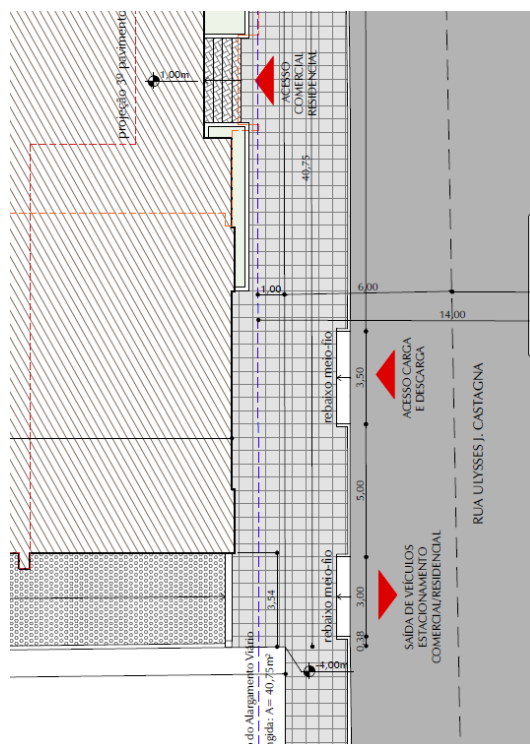 projeção 3º pavimento
1,00m
ACESSO
COMERCIAL
RESIDENCIAL
40,75
1,00
6,00
14,00
rebaixo meio-fio
3,50
ACESSO CARGA
E DESCARGA
RUA ULYSSES J. CASTAGNA
5,00
rebaixo meio-fio
3,00
SAÍDA DE VEÍCULOS
ESTACIONAMENTO
COMERCIAL/RESIDENCIAL
3,54
0,38
-4,00m
do Alargamento Viário
ngida: A= 40,75m²